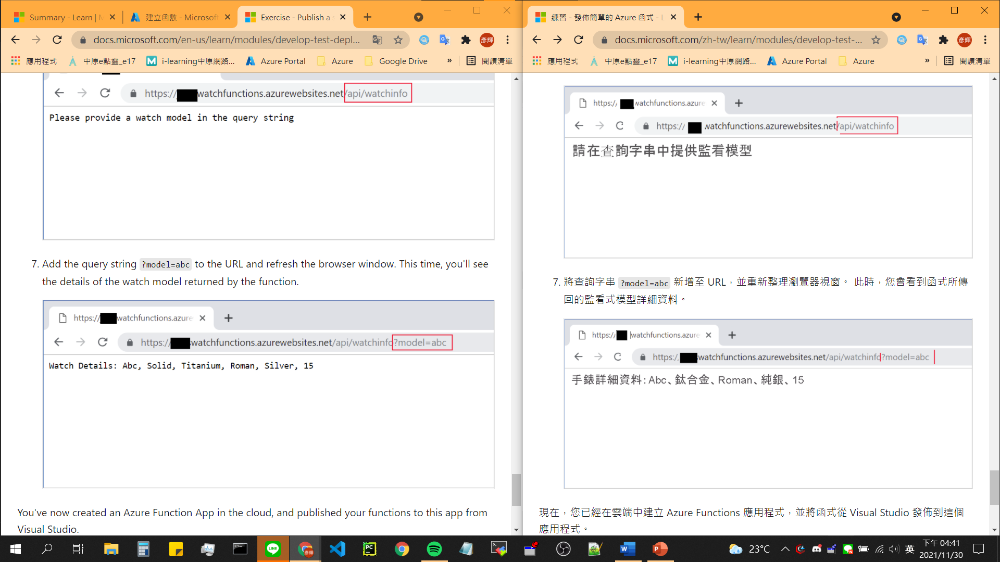 Summary - Learn | M
建立函數 - Microsoft
Exercise - Publish a s
docs.microsoft.com/en-us/learn/modules/develop-test-depl...
彥輝
應用程式
中原e點靈_e17
i-learning中原網路...
Azure Portal
Azure
Google Drive
»
閱讀清單
https:// watchfunctions.azurewebsites.net/api/watchinfo
Please provide a watch model in the query string
7. Add the query string ?model=abc to the URL and refresh the browser window. This time, you'll see
the details of the watch model returned by the function.
https:// watchfunctions.azure
https:// watchfunctions.azurewebsites.net/api/watchinfo?model=abc
Watch Details: Abc, Solid, Titanium, Roman, Silver, 15
You've now created an Azure Function App in the cloud, and published your functions to this app from
Visual Studio.
練習 - 發佈簡單的 Azure 函式 - L
docs.microsoft.com/zh-tw/learn/modules/develop-test-...
彥輝
應用程式
中原e點靈_e17
i-learning中原網路...
Azure Portal
Azure
»
閱讀清單
https:// watchfunctions.azure
https:// watchfunctions.azurewebsites.net/api/watchinfo
請在查詢字串中提供監看模型
7. 將查詢字串 ?model=abc 新增至 URL，並重新整理瀏覽器視窗。 此時，您會看到函式所傳
回的監看式模型詳細資料。
https:// watchfunctions.azure
https:/ watchfunctions.azurewebsites.net/api/watchinfo?model=abc
手錶詳細資料: Abc、鈦合金、Roman、純銀、15
現在，您已經在雲端中建立 Azure Functions 應用程式，並將函式從 Visual Studio 發佈到這個
應用程式。
LINE
PC
23°C
英
下午 04:41
2021/11/30